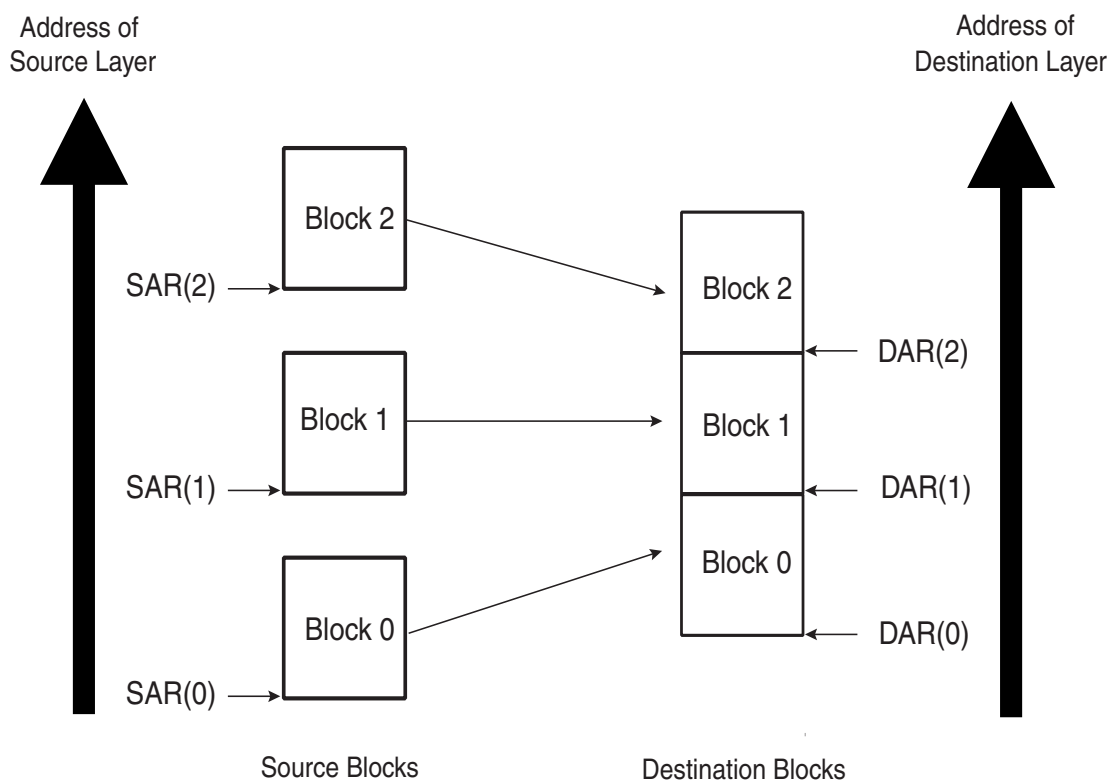 Address of
Source Layer
Address of
Destination Layer
Block 2
SAR(2)
Block 2
DAR(2)
Block 1
Block 1
SAR(1)
DAR(1)
Block 0
Block 0
DAR(0)
SAR(0)
Source Blocks
Destination Blocks